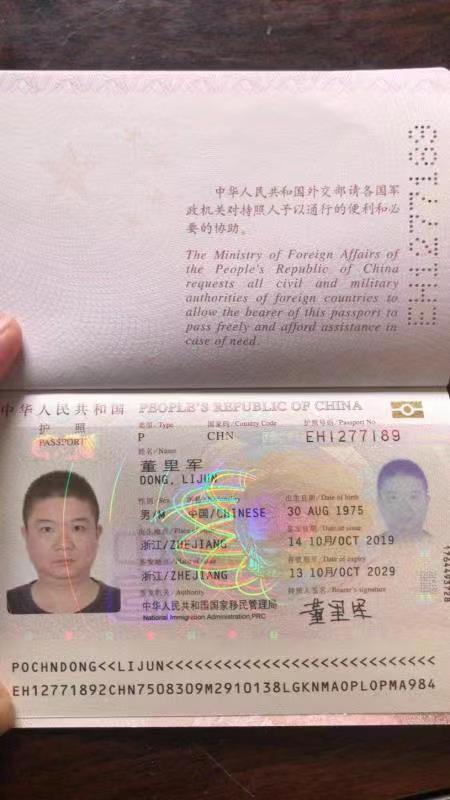 中华人民共和国外交部请各国军
政机关对持照人予以通行的便利和必
要的协助。
The Ministry of Foreign Affairs of
the People's Republic of China
requests all civil and military
authorities of foreign countries to
allow the bearer of this passport to
pass freely and afford assistance in
case of need.
EH1277189
中华人民共和国 PEOPLE'S REPUBLIC OF CHINA
护照
PASSPORT
类型/Type 国家码/Country Code 护照号码/Passport No
P CHN EH1277189
姓名/Name
董里军
DONG, LIJUN
性别/Sex 国籍/Nationality 出生日期/Date of birth
男/M 中国/CHINESE 30 AUG 1975
出生地点/Place of birth 签发日期/Date of issue
浙江/ZHEJIANG 14 10月/OCT 2019
签发地点/Place of issue 有效期至/Date of expiry
浙江/ZHEJIANG 13 10月/OCT 2029
签发机关/Authority 持照人签名/Bearer's signature
中华人民共和国国家移民管理局 董里军
National Immigration Administration,PRC
POCHNDONG<<LIJUN<<<<<<<<<<<<<<<<<<<<<<<<<<<<
EH12771892CHN7508309M2910138LGKNMAOPLOPMA984